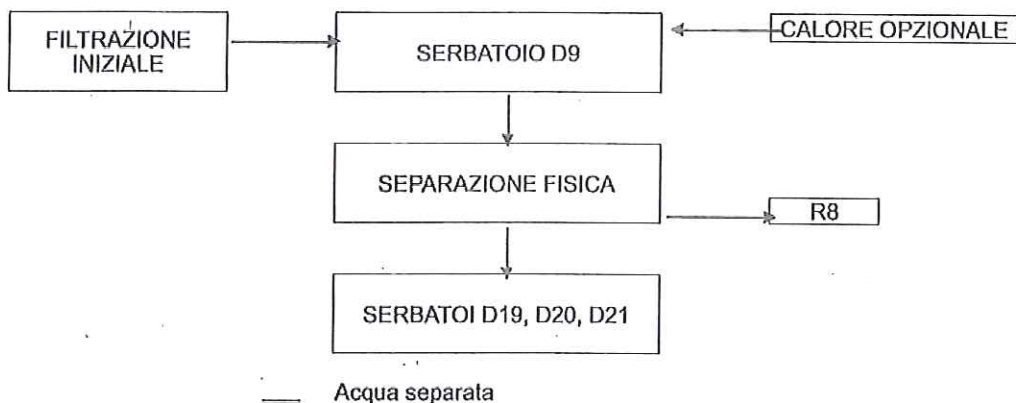 FILTRAZIONE
INIZIALE
SERBATOIO D9
CALORE OPZIONALE
SEPARAZIONE FISICA
R8
SERBATOI D19, D20, D21
Acqua separata